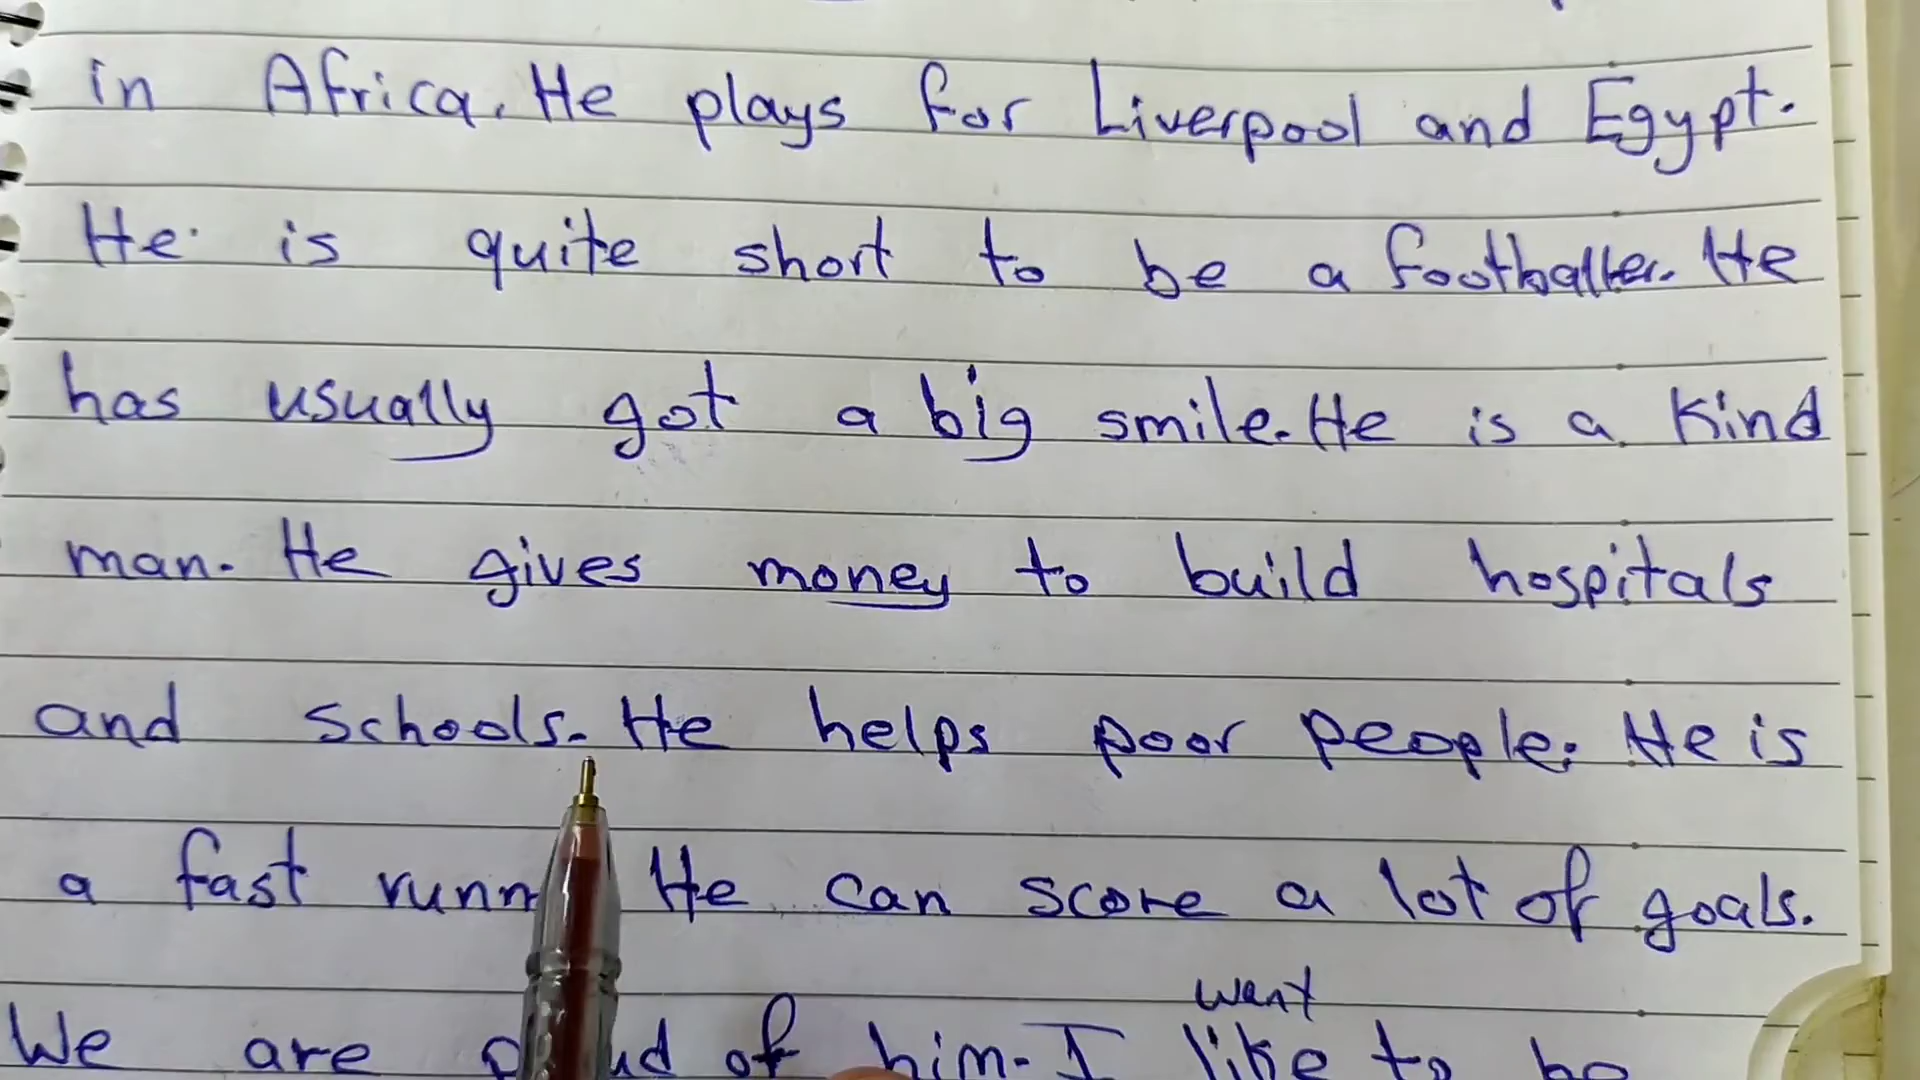 in Africa. He plays for Liverpool and Egypt.
He is quite short to be a footballer. He
has usually got a big smile. He is a kind
man. He gives money to build hospitals
and schools. He helps poor people. He is
a fast He can score a lot of goals.
want
We are of him. I like to be